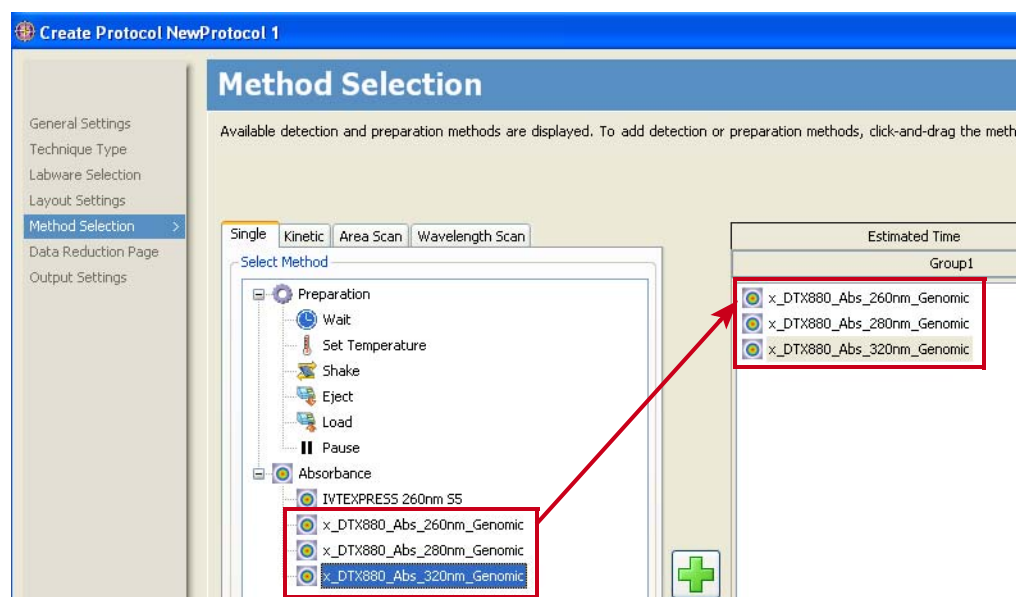 Create Protocol NewProtocol 1
Method Selection
General Settings
Technique Type
Labware Selection
Layout Settings
Method Selection >
Data Reduction Page
Output Settings
Available detection and preparation methods are displayed. To add detection or preparation methods, click-and-drag the meth
Single Kinetic Area Scan Wavelength Scan
Select Method
Preparation
Wait
Set Temperature
Shake
Eject
Load
Pause
Absorbance
IVTEXPRESS 260nm S5
x_DTX880_Abs_260nm_Genomic
x_DTX880_Abs_280nm_Genomic
x_DTX880_Abs_320nm_Genomic
Estimated Time
Group1
x_DTX880_Abs_260nm_Genomic
x_DTX880_Abs_280nm_Genomic
x_DTX880_Abs_320nm_Genomic